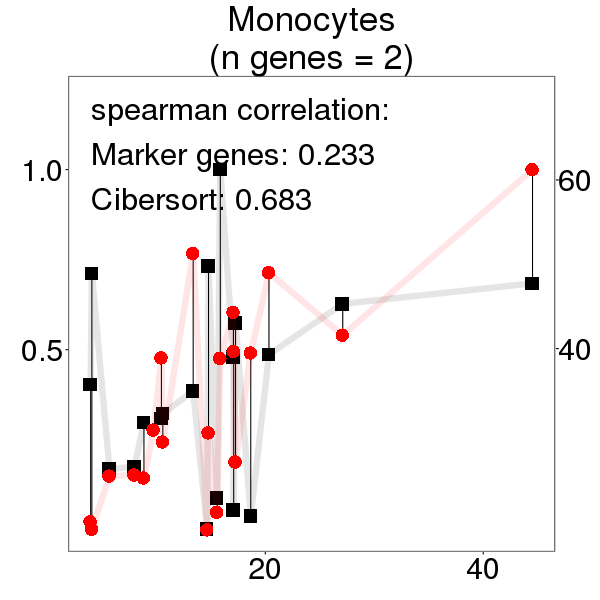 Monocytes
(n genes = 2)
spearman correlation:
Marker genes: 0.233
Cibersort: 0.683
1.0
0.5
60
40
20
40